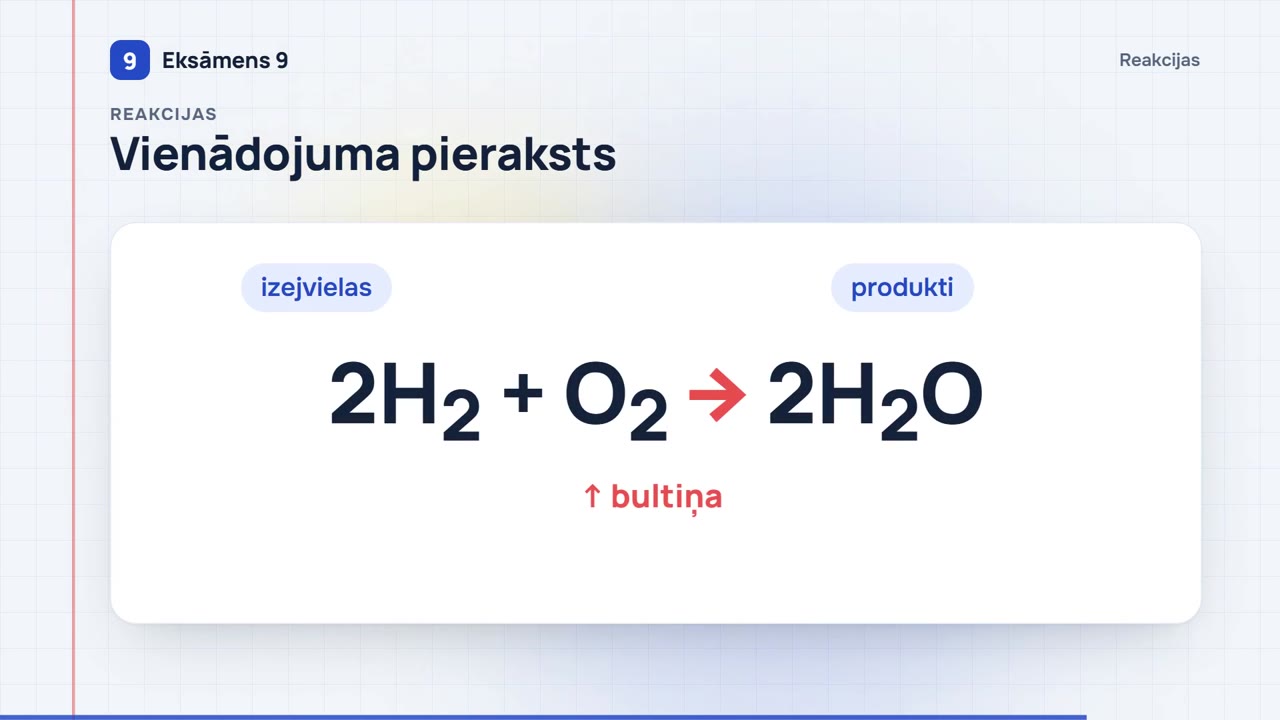 9 Eksāmens 9
Reakcijas
REAKCIJAS
Vienādojuma pieraksts
izejvielas produkti
2H₂ + O₂ → 2H₂O
↑ bultiņa